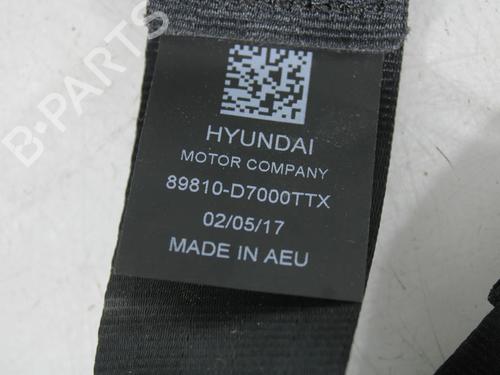 HYUNDAI
MOTOR COMPANY
89810-D7000TTX
02/05/17
MADE IN AEU
B-PARTS